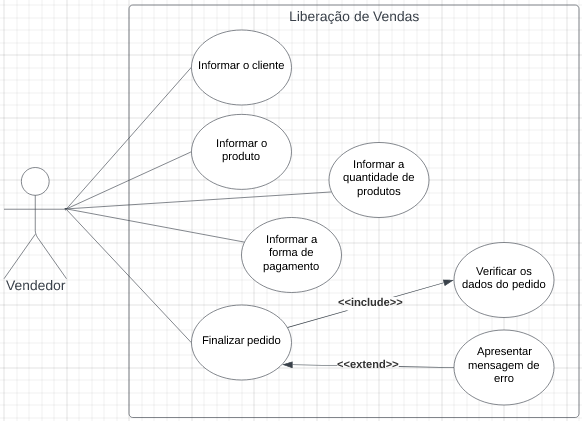 Liberação de Vendas
Informar o cliente
Informar o
produto
Informar a
quantidade de
produtos
Informar a
forma de
pagamento
Vendedor
Verificar os
dados do pedido
<<include>>
Finalizar pedido
<<extend>>
Apresentar
mensagem de
erro